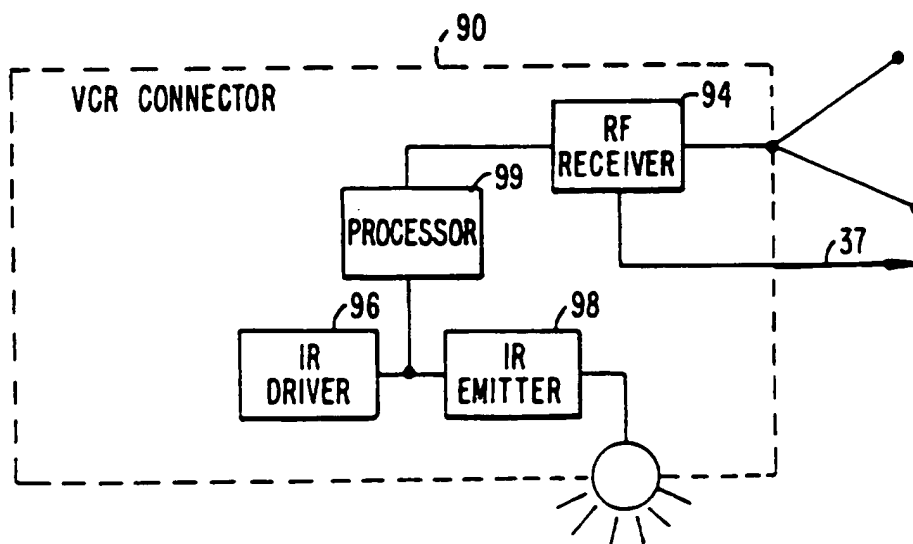 90
VCR CONNECTOR
94
RF
RECEIVER
99
PROCESSOR
37
96
98
IR
DRIVER
IR
EMITTER